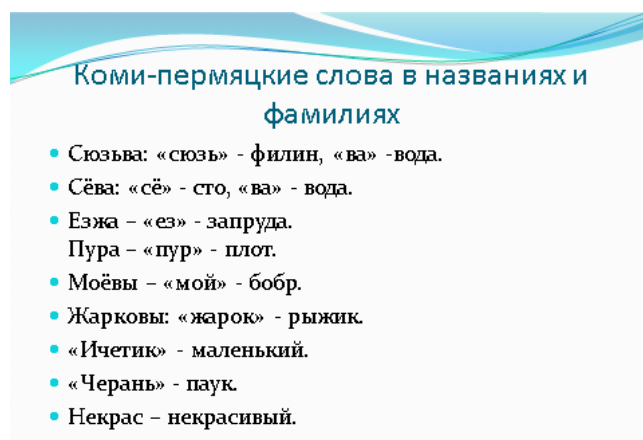 Коми-пермяцкие слова в названиях и
фамилиях
Сюзьва: «сюзь» - филин, «ва» -вода.
Сёва: «сё» - сто, «ва» - вода.
Езжа – «ез» - запруда.
Пура – «пур» - плот.
Моёвы – «мой» - бобр.
Жарковы: «жарок» - рыжик.
«Ичетик» - маленький.
«Черань» - паук.
Некрас – некрасивый.